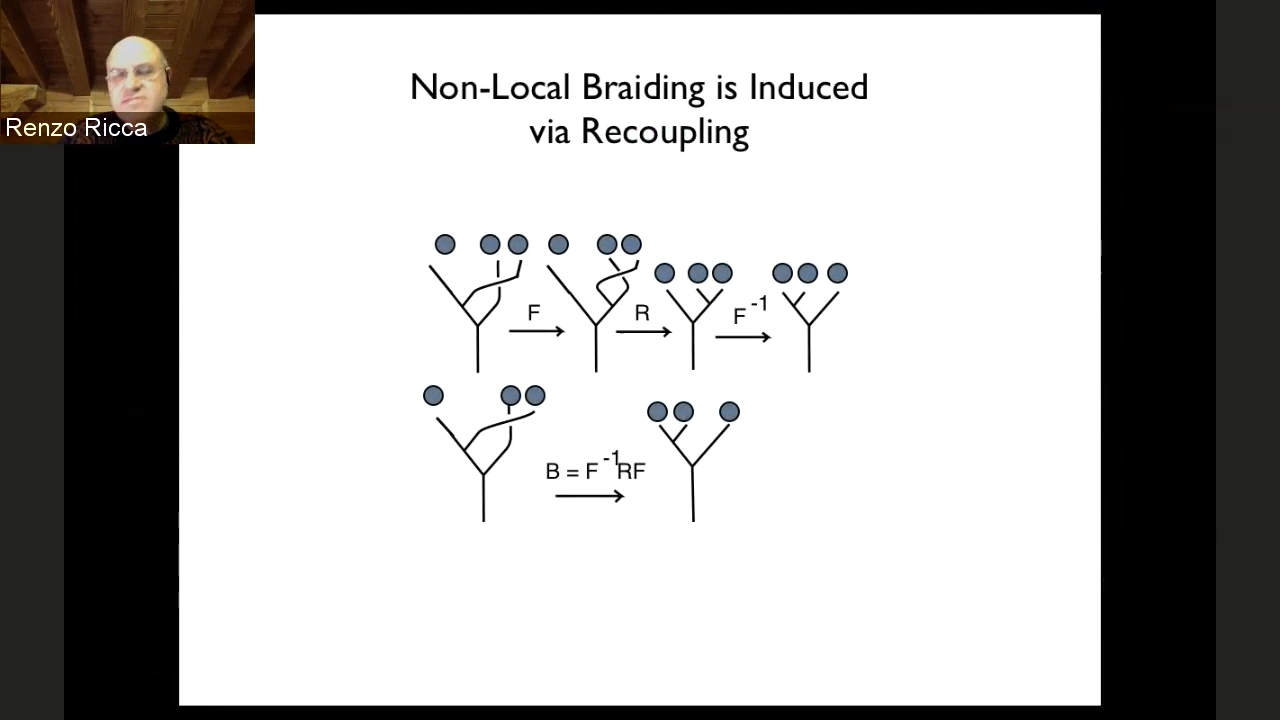 Renzo Ricca
Non-Local Braiding is Induced
via Recoupling
F
R
F -1
B = F -1 RF